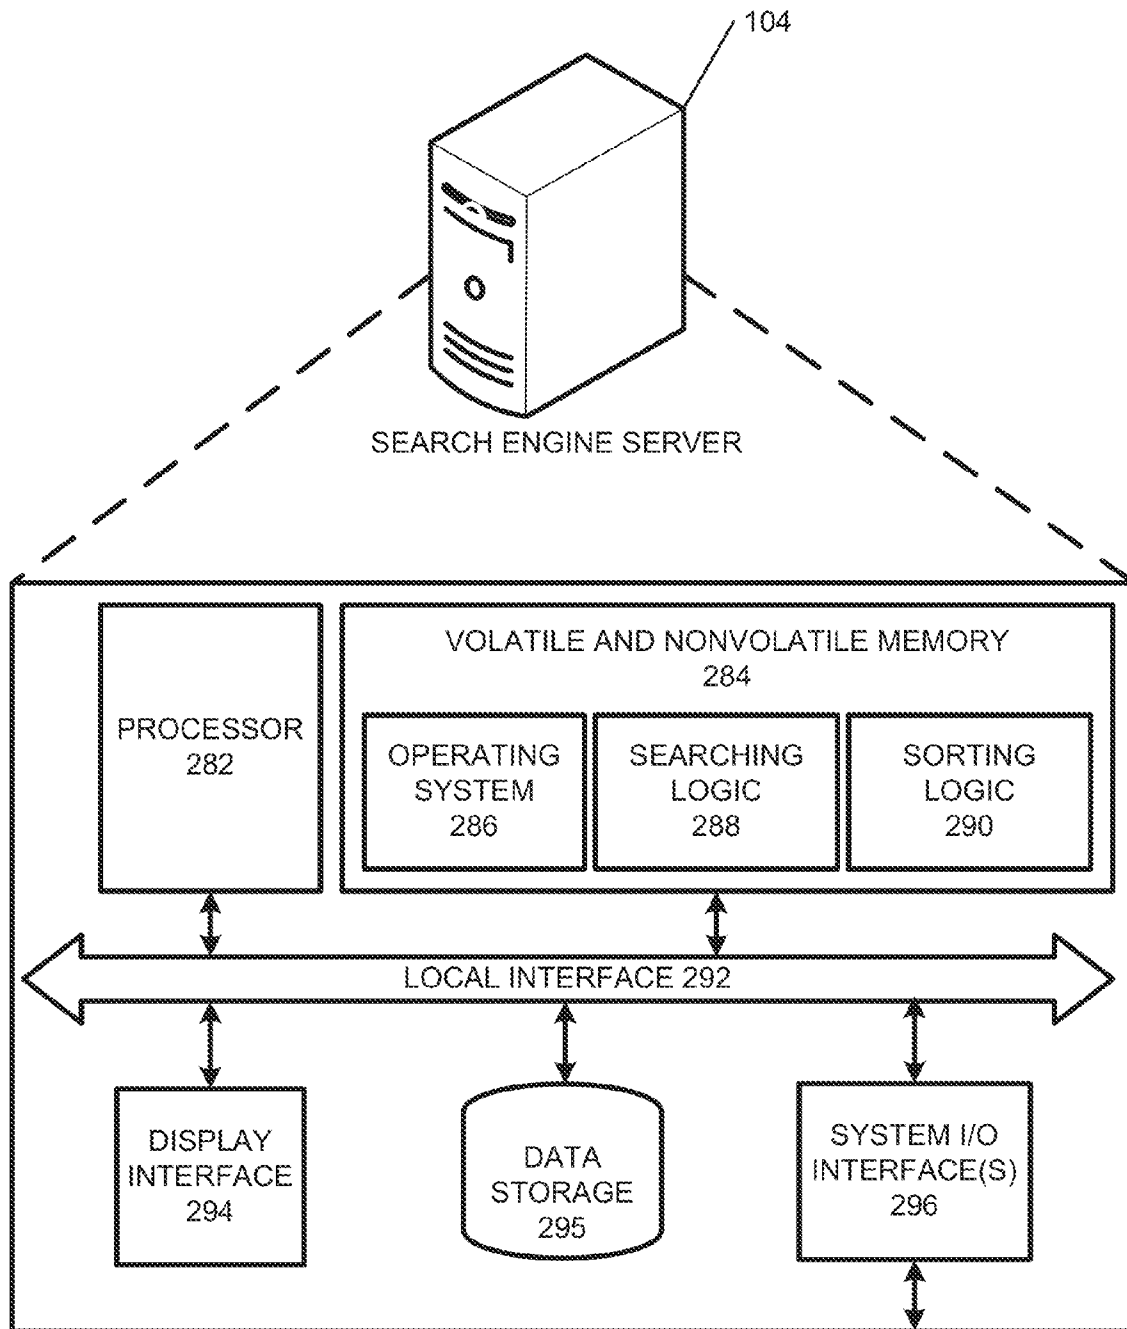 104
SEARCH ENGINE SERVER
PROCESSOR
282
VOLATILE AND NONVOLATILE MEMORY
284
OPERATING
SYSTEM
286
SEARCHING
LOGIC
288
SORTING
LOGIC
290
LOCAL INTERFACE 292
DISPLAY
INTERFACE
294
DATA
STORAGE
295
SYSTEM I/O
INTERFACE(S)
296